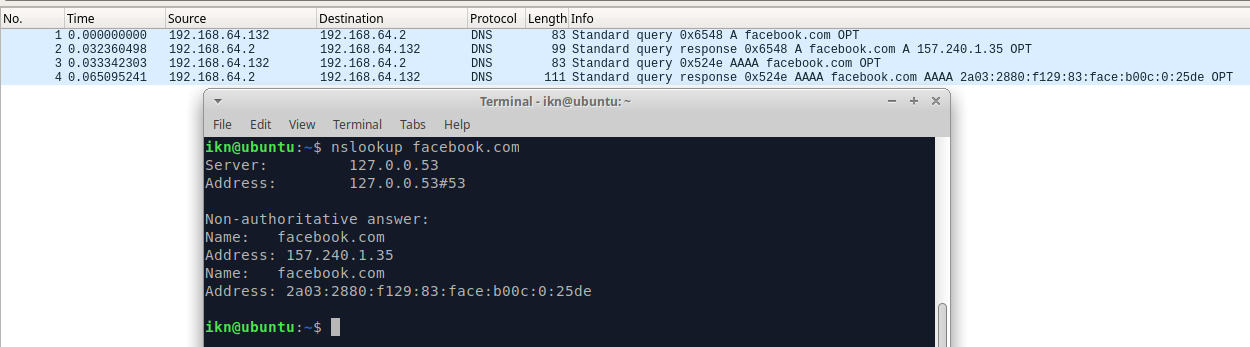 No. Time Source Destination Protocol Length Info
1 0.000000000 192.168.64.132 192.168.64.2 DNS 83 Standard query 0x6548 A facebook.com OPT
2 0.032360498 192.168.64.2 192.168.64.132 DNS 99 Standard query response 0x6548 A facebook.com A 157.240.1.35 OPT
3 0.033342303 192.168.64.132 192.168.64.2 DNS 83 Standard query 0x524e AAAA facebook.com OPT
4 0.065095241 192.168.64.2 192.168.64.132 DNS 111 Standard query response 0x524e AAAA facebook.com AAAA 2a03:2880:f129:83:face:b00c:0:25de OPT
Terminal - ikn@ubuntu: ~
File Edit View Terminal Tabs Help
ikn@ubuntu:~$ nslookup facebook.com
Server: 127.0.0.53
Address: 127.0.0.53#53
Non-authoritative answer:
Name: facebook.com
Address: 157.240.1.35
Name: facebook.com
Address: 2a03:2880:f129:83:face:b00c:0:25de
ikn@ubuntu:~$